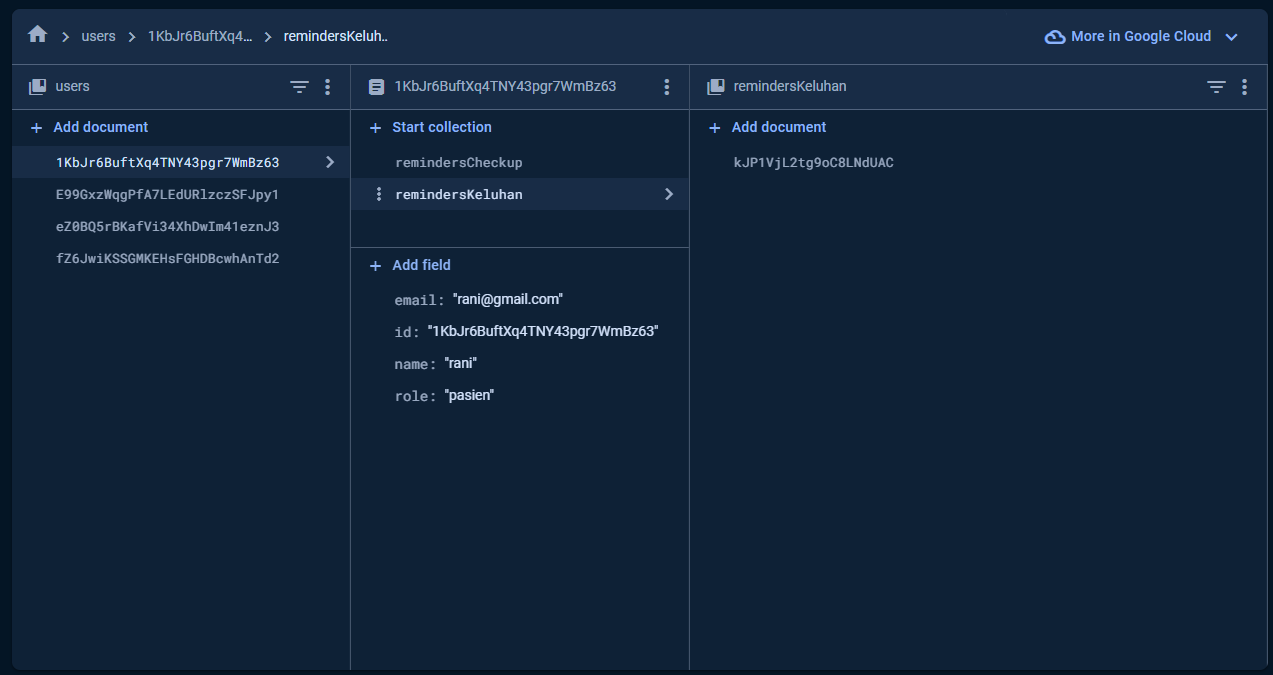 users
1KbJr6BuftXq4...
remindersKeluh..
More in Google Cloud
users
Add document
1KbJr6BuftXq4TNY43pgr7WmBz63
E99GxzWqgPfA7LEdURlzczSFJpy1
eZ0BQ5rBKafVi34XhDwIm41eznJ3
fZ6JwiKSSGMKEHsFGHDBcwhAnTd2
1KbJr6BuftXq4TNY43pgr7WmBz63
Start collection
remindersCheckup
remindersKeluhan
Add field
email: "rani@gmail.com"
id: "1KbJr6BuftXq4TNY43pgr7WmBz63"
name: "rani"
role: "pasien"
remindersKeluhan
Add document
kJP1VjL2tg9oC8LNdUAC